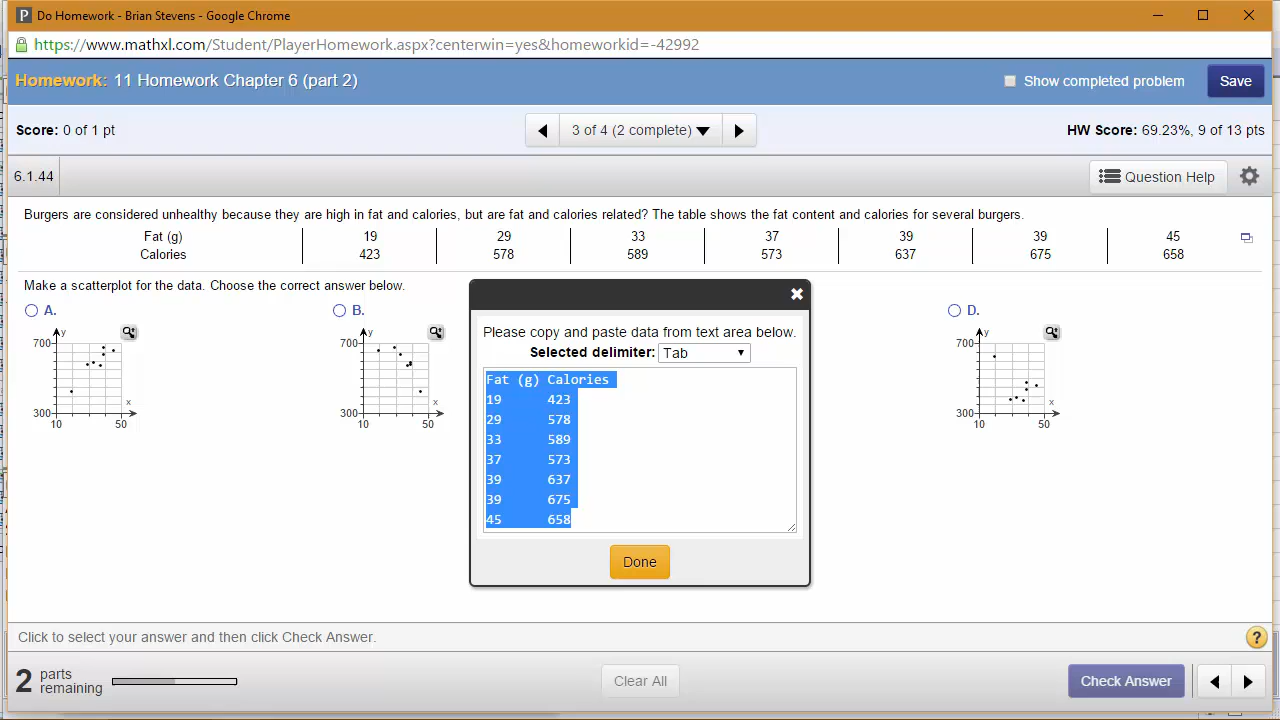 Do Homework - Brian Stevens - Google Chrome
https://www.mathxl.com/Student/PlayerHomework.aspx?centerwin=yes&homeworkid=-42992
Homework: 11 Homework Chapter 6 (part 2)
Show completed problem
Save
Score: 0 of 1 pt
3 of 4 (2 complete)
HW Score: 69.23%, 9 of 13 pts
6.1.44
Question Help
Burgers are considered unhealthy because they are high in fat and calories, but are fat and calories related? The table shows the fat content and calories for several burgers.
Fat (g) 19 29 33 37 39 39 45
Calories 423 578 589 573 637 675 658
Make a scatterplot for the data. Choose the correct answer below.
A.
y
700
300
10 50
x
B.
y
700
300
10 50
x
D.
y
700
300
10 50
x
Please copy and paste data from text area below.
Selected delimiter: Tab
Fat (g) Calories
19 423
29 578
33 589
37 573
39 637
39 675
45 658
Done
Click to select your answer and then click Check Answer.
?
2 parts remaining
Clear All
Check Answer